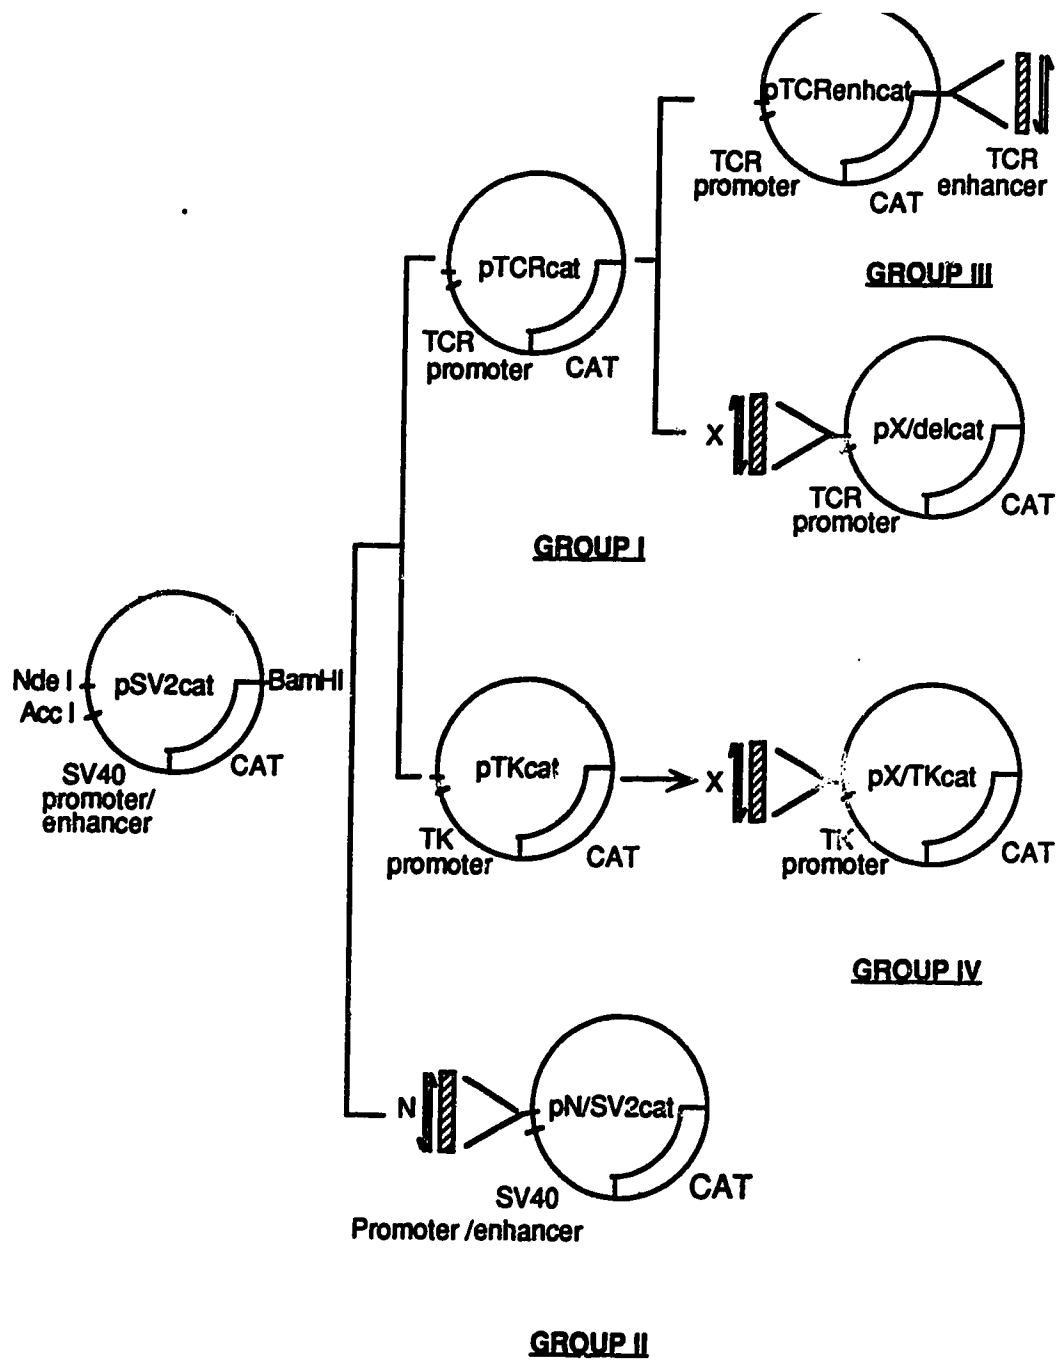 pTCRenhcat
TCR
promoter
CAT
TCR
enhancer
GROUP III
pTCRcat
TCR
promoter
CAT
X
pX/delcat
TCR
promoter
CAT
GROUP I
Nde I
Acc I
pSV2cat
BamHI
SV40
promoter/
enhancer
CAT
pTKcat
TK
promoter
CAT
X
pX/TKcat
TK
promoter
CAT
GROUP IV
N
pN/SV2cat
SV40
Promoter /enhancer
CAT
GROUP II